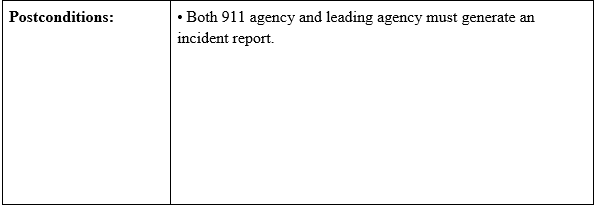 Postconditions:
• Both 911 agency and leading agency must generate an
incident report.